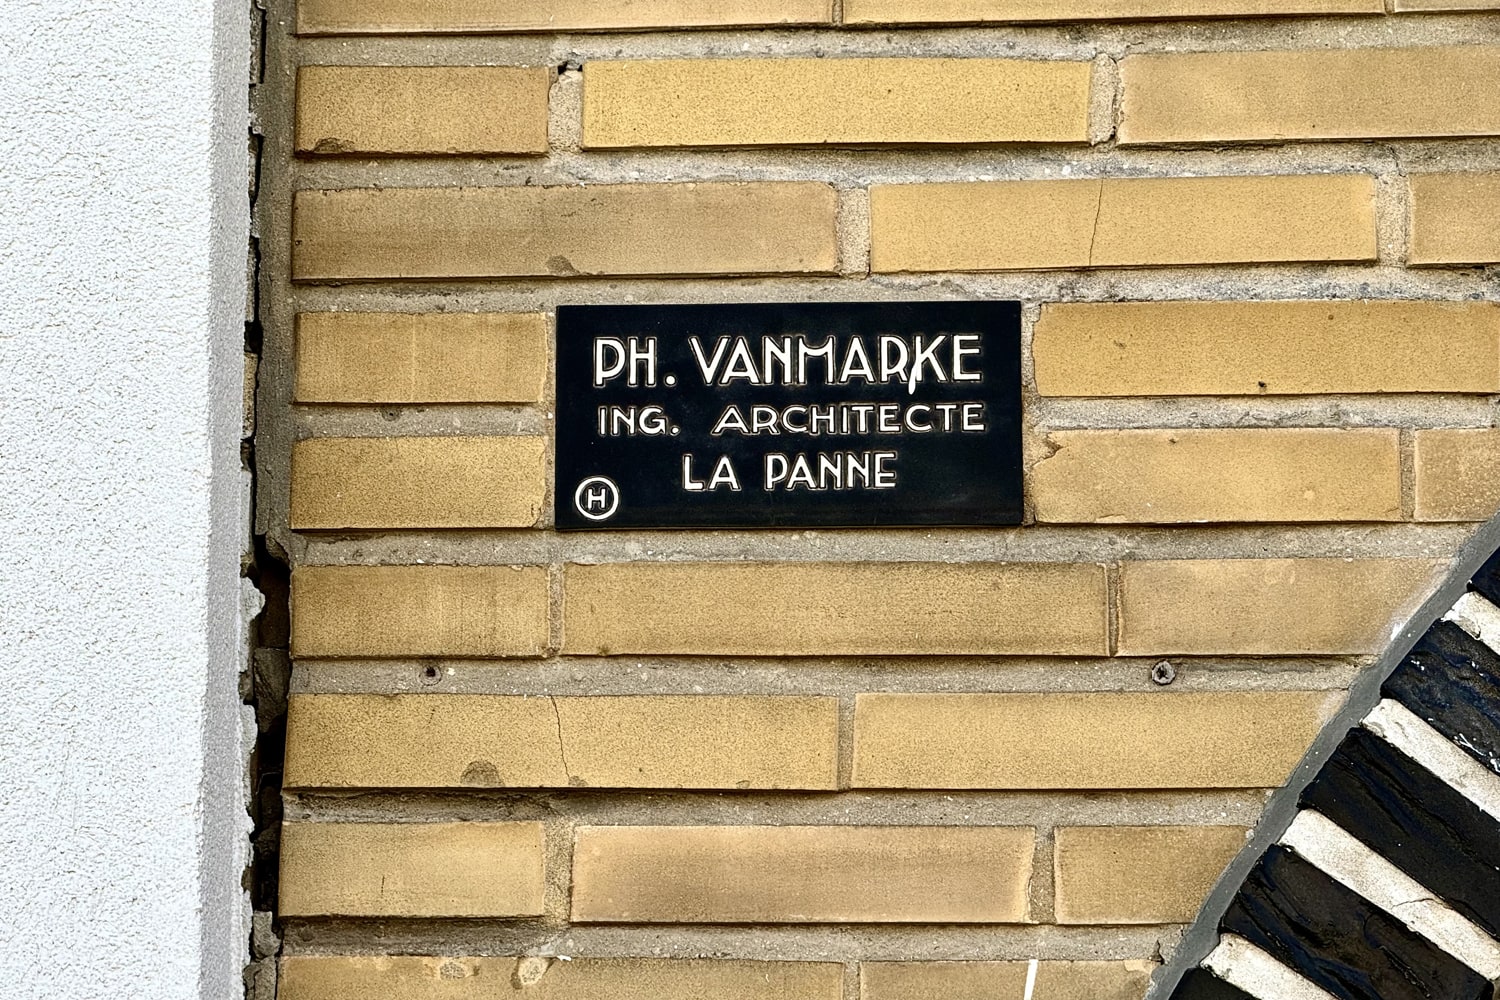 PH. VANMARKE
ING. ARCHITECTE
LA PANNE
H